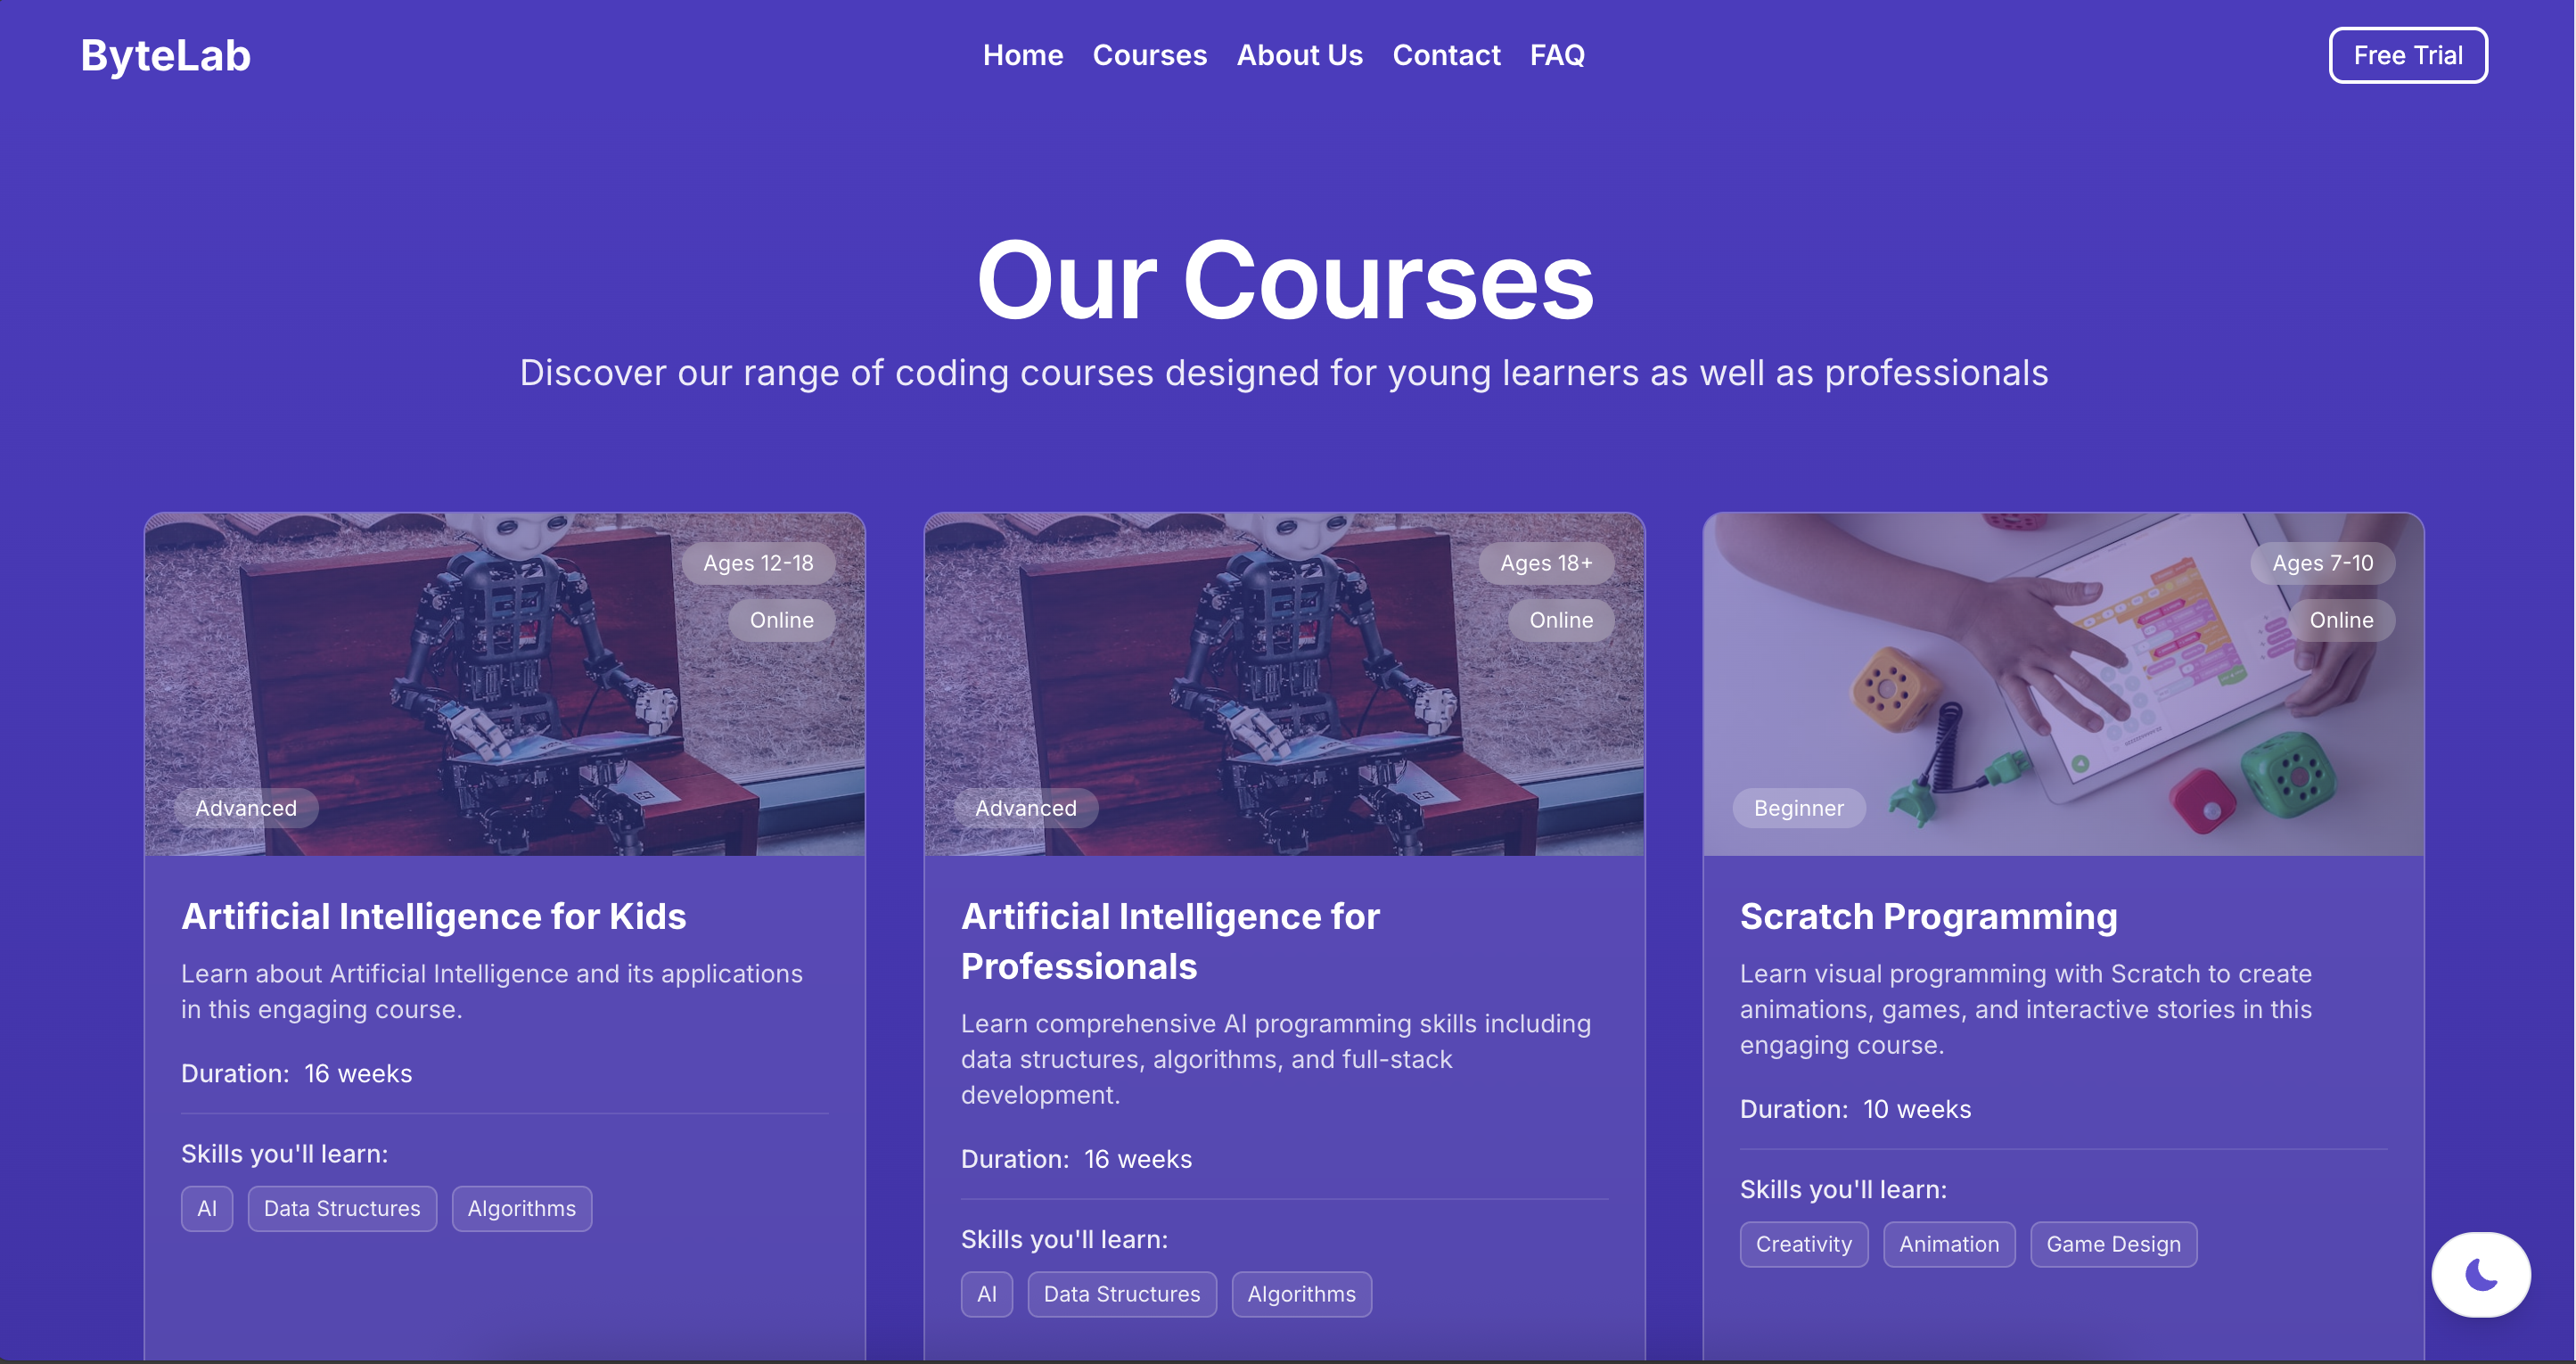 ByteLab
Home Courses About Us Contact FAQ
Free Trial
Our Courses
Discover our range of coding courses designed for young learners as well as professionals
Ages 12-18
Online
Advanced
Artificial Intelligence for Kids
Learn about Artificial Intelligence and its applications
in this engaging course.
Duration: 16 weeks
Skills you'll learn:
AI Data Structures Algorithms
Ages 18+
Online
Advanced
Artificial Intelligence for
Professionals
Learn comprehensive AI programming skills including
data structures, algorithms, and full-stack
development.
Duration: 16 weeks
Skills you'll learn:
AI Data Structures Algorithms
Ages 7-10
Online
Beginner
Scratch Programming
Learn visual programming with Scratch to create
animations, games, and interactive stories in this
engaging course.
Duration: 10 weeks
Skills you'll learn:
Creativity Animation Game Design